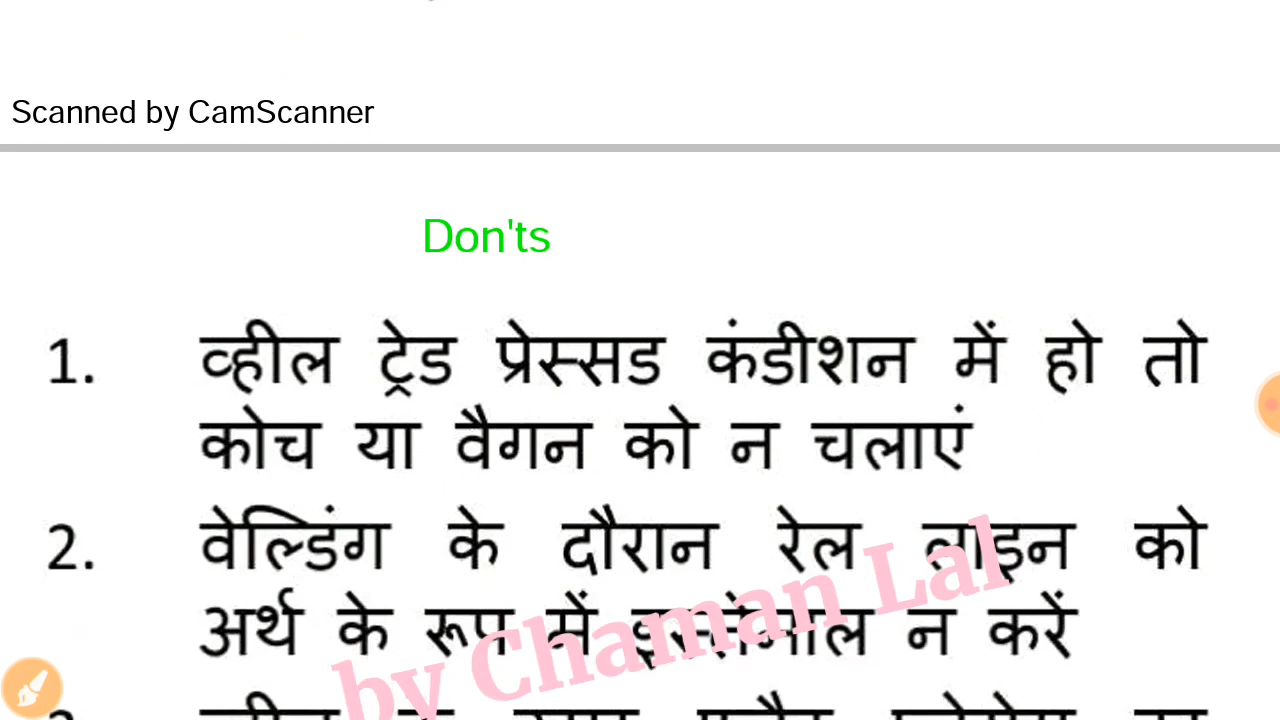 Scanned by CamScanner
Don'ts
1. व्हील ट्रेड प्रेस्सड कंडीशन में हो तो
कोच या वैगन को न चलाएं
2. वेल्डिंग के दौरान रेल लाइन को
अर्थ के रूप में इस्तेमाल न करें
by Chaman Lal